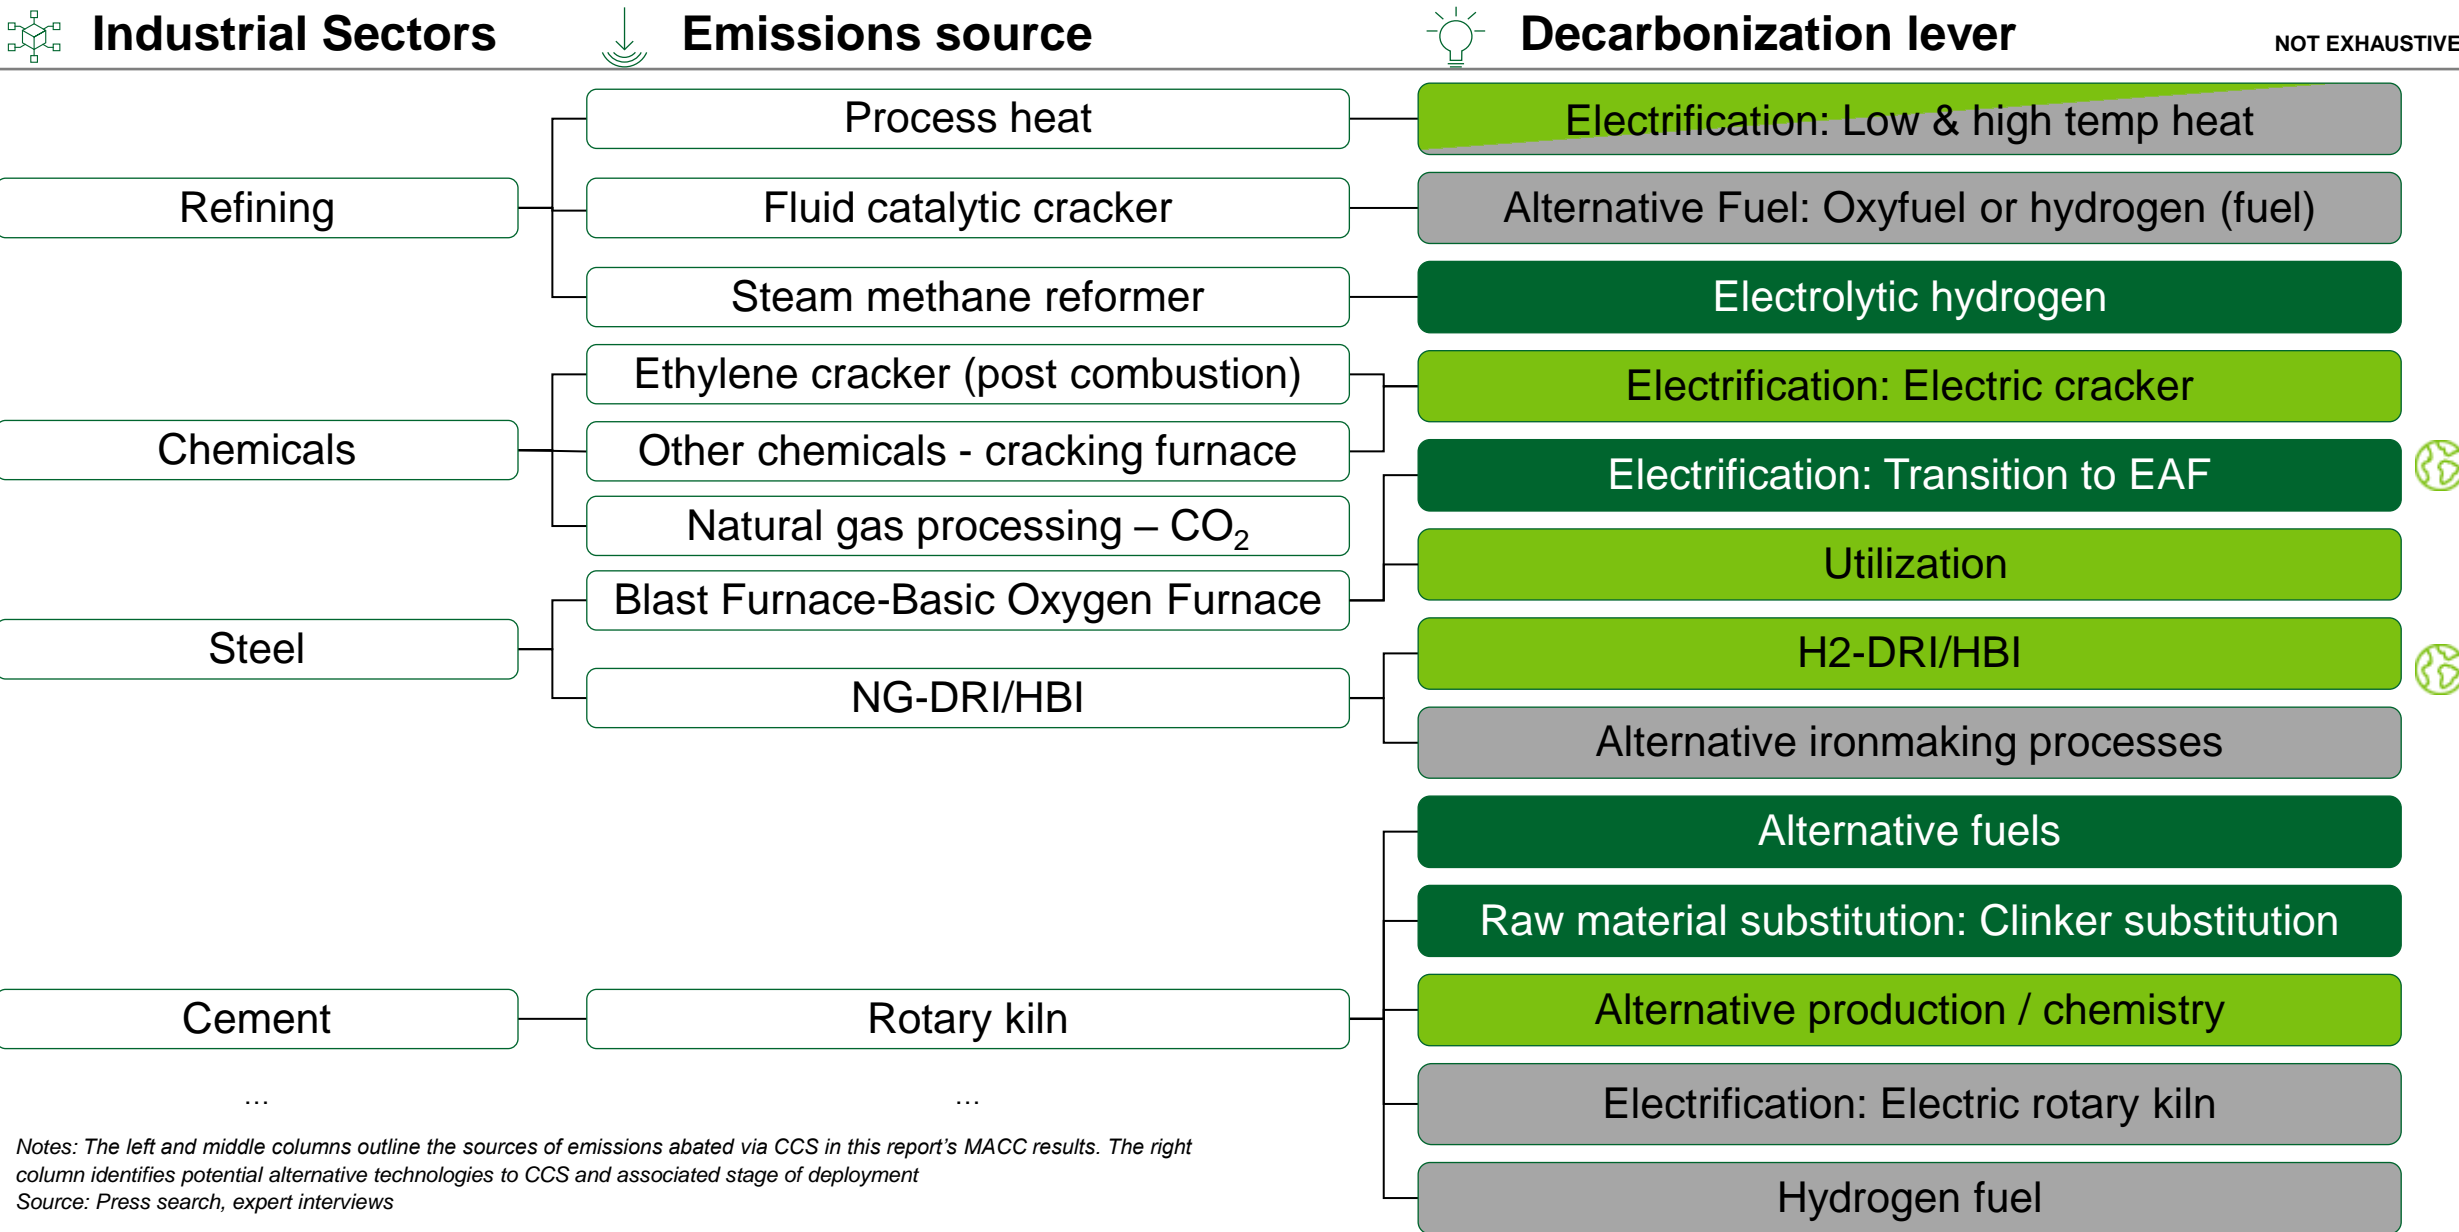 Industrial Sectors
Emissions source
Decarbonization lever
NOT EXHAUSTIVE
Process heat
Electrification: Low & high temp heat
Refining
Fluid catalytic cracker
Alternative Fuel: Oxyfuel or hydrogen (fuel)
Steam methane reformer
Electrolytic hydrogen
Ethylene cracker (post combustion)
Electrification: Electric cracker
Chemicals
Other chemicals - cracking furnace
Electrification: Transition to EAF
Natural gas processing – CO₂
Utilization
Blast Furnace-Basic Oxygen Furnace
Steel
H2-DRI/HBI
NG-DRI/HBI
Alternative ironmaking processes
Alternative fuels
Raw material substitution: Clinker substitution
Cement
Rotary kiln
Alternative production / chemistry
…
…
Electrification: Electric rotary kiln
Hydrogen fuel
Notes: The left and middle columns outline the sources of emissions abated via CCS in this report's MACC results. The right
column identifies potential alternative technologies to CCS and associated stage of deployment
Source: Press search, expert interviews